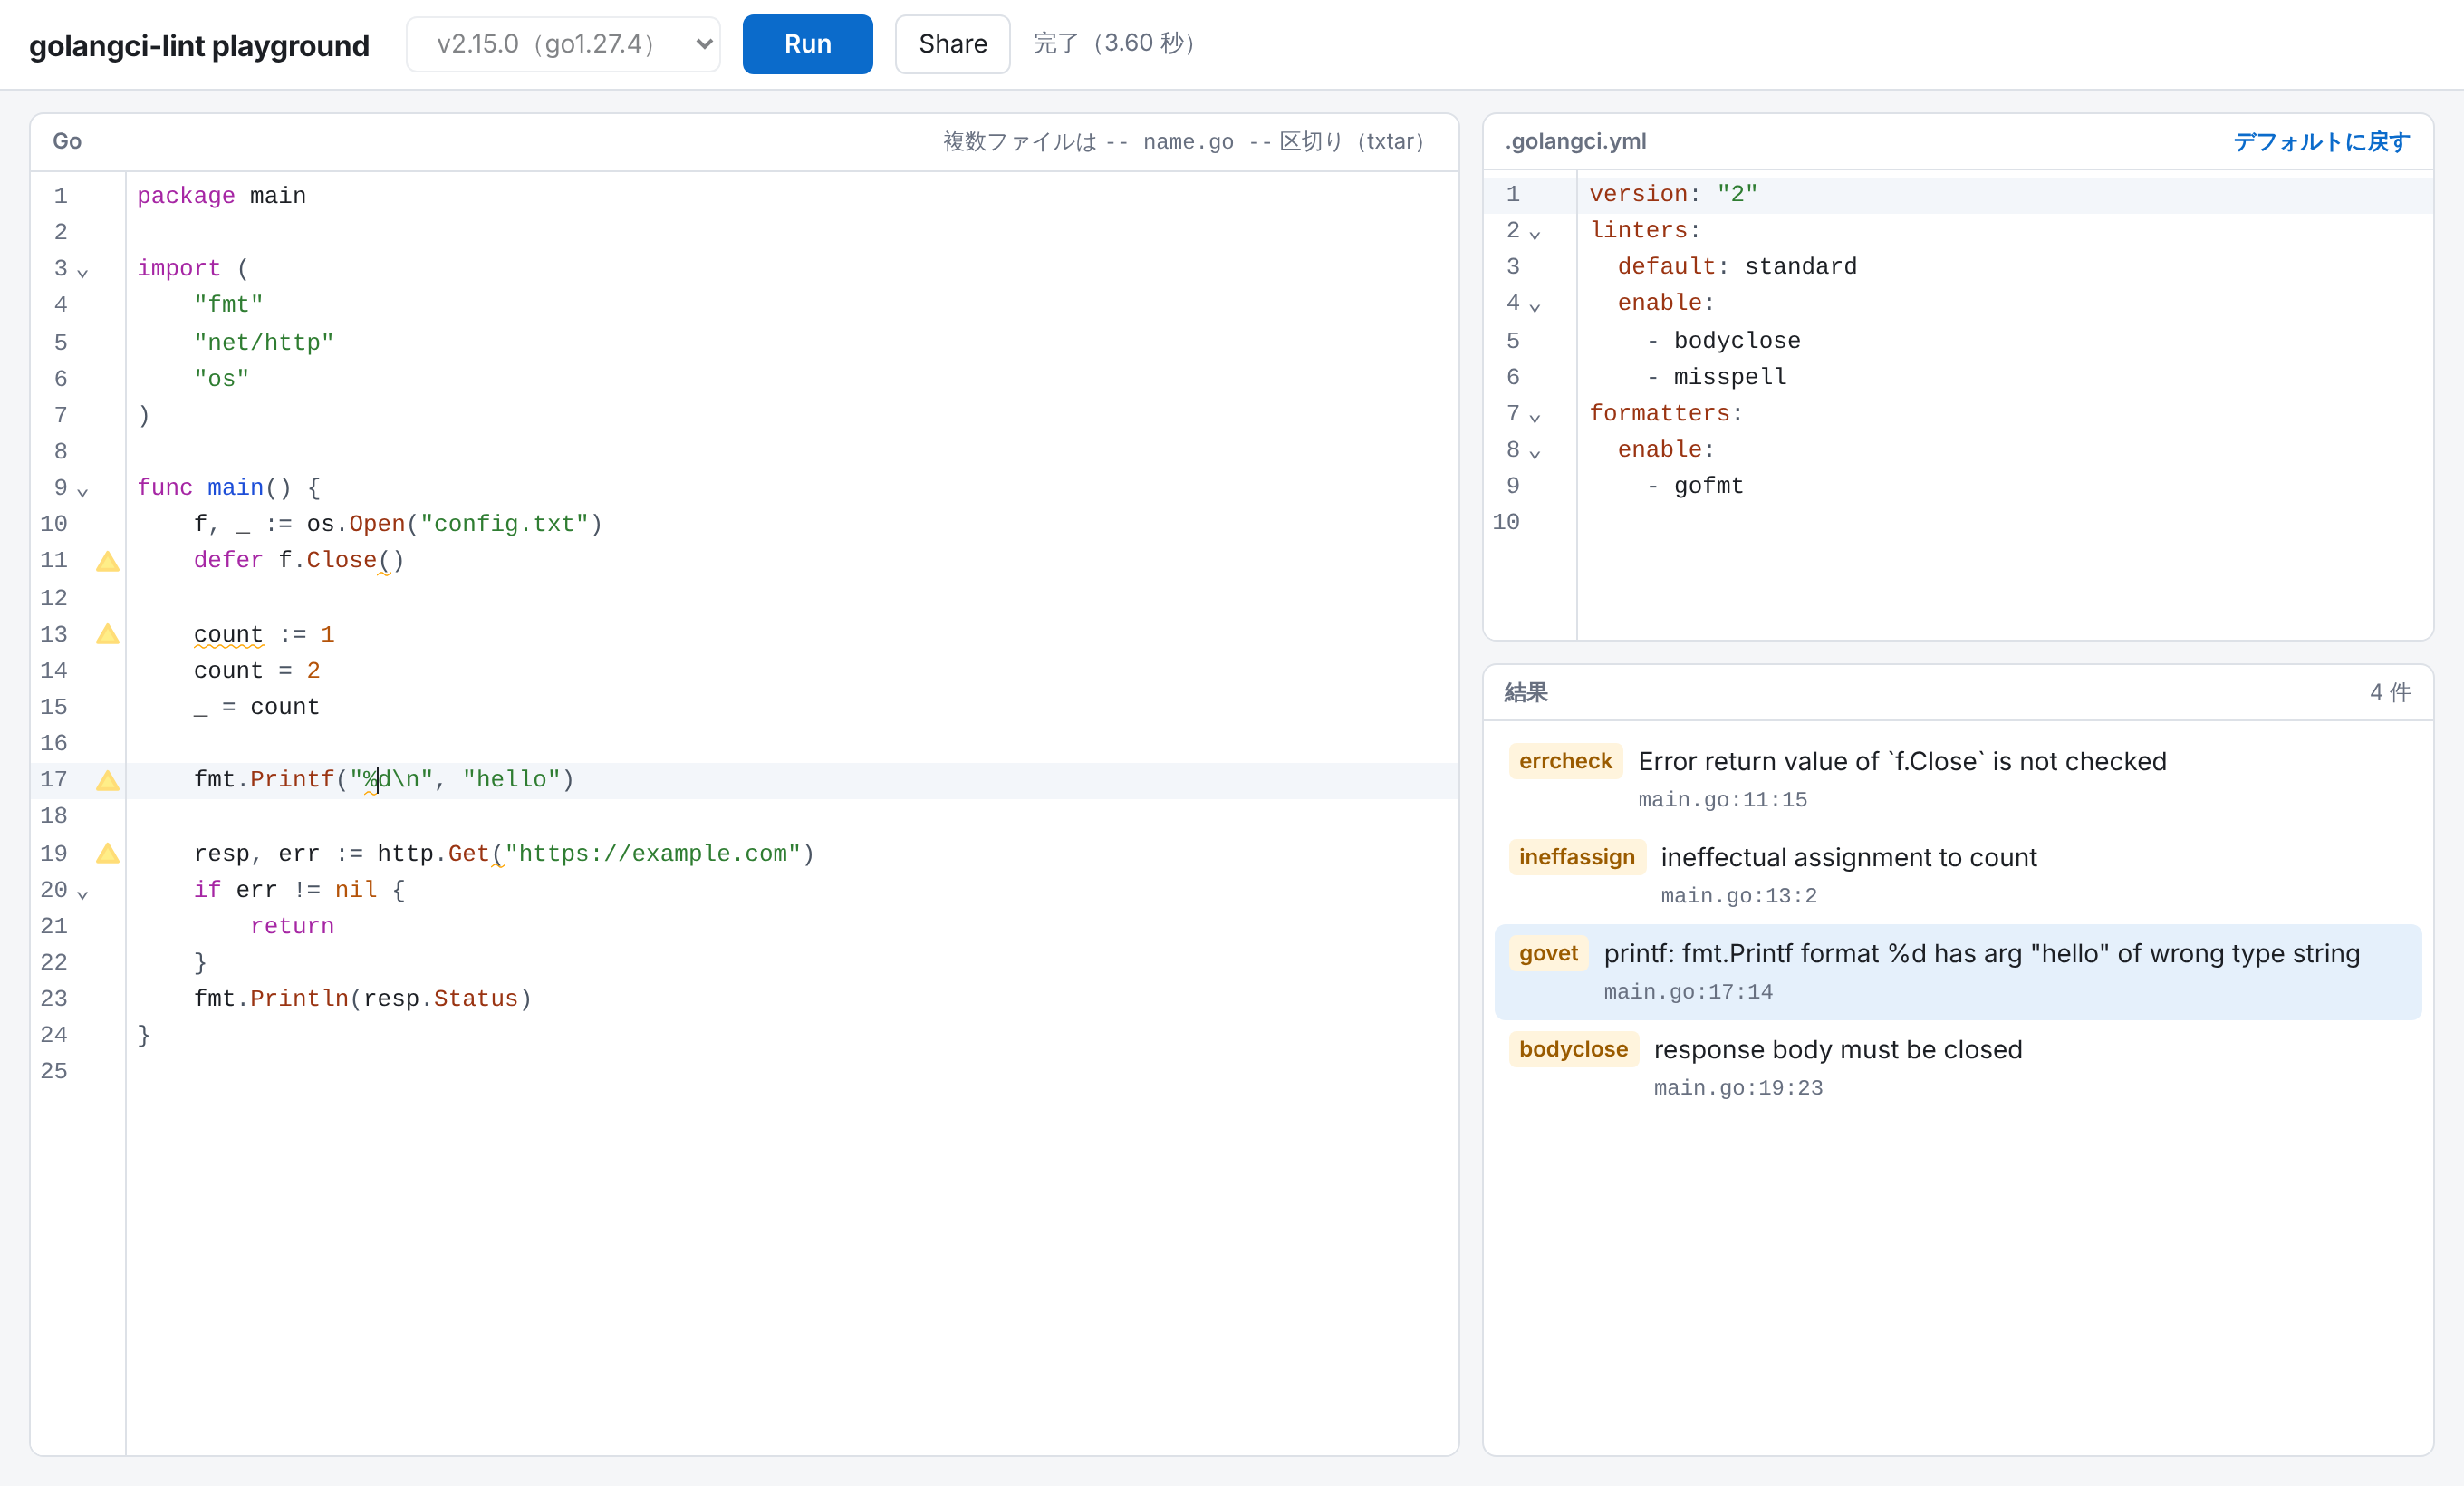 golangci-lint playground
v2.15.0（go1.27.4）
Run
Share
完了（3.60 秒）
Go
複数ファイルは -- name.go -- 区切り（txtar）
1 package main
2
3 import (
4     "fmt"
5     "net/http"
6     "os"
7 )
8
9 func main() {
10     f, _ := os.Open("config.txt")
11     defer f.Close()
12
13     count := 1
14     count = 2
15     _ = count
16
17     fmt.Printf("%d\n", "hello")
18
19     resp, err := http.Get("https://example.com")
20     if err != nil {
21         return
22     }
23     fmt.Println(resp.Status)
24 }
25
.golangci.yml
デフォルトに戻す
1 version: "2"
2 linters:
3   default: standard
4   enable:
5     - bodyclose
6     - misspell
7 formatters:
8   enable:
9     - gofmt
10
結果
4 件
errcheck Error return value of `f.Close` is not checked
main.go:11:15
ineffassign ineffectual assignment to count
main.go:13:2
govet printf: fmt.Printf format %d has arg "hello" of wrong type string
main.go:17:14
bodyclose response body must be closed
main.go:19:23